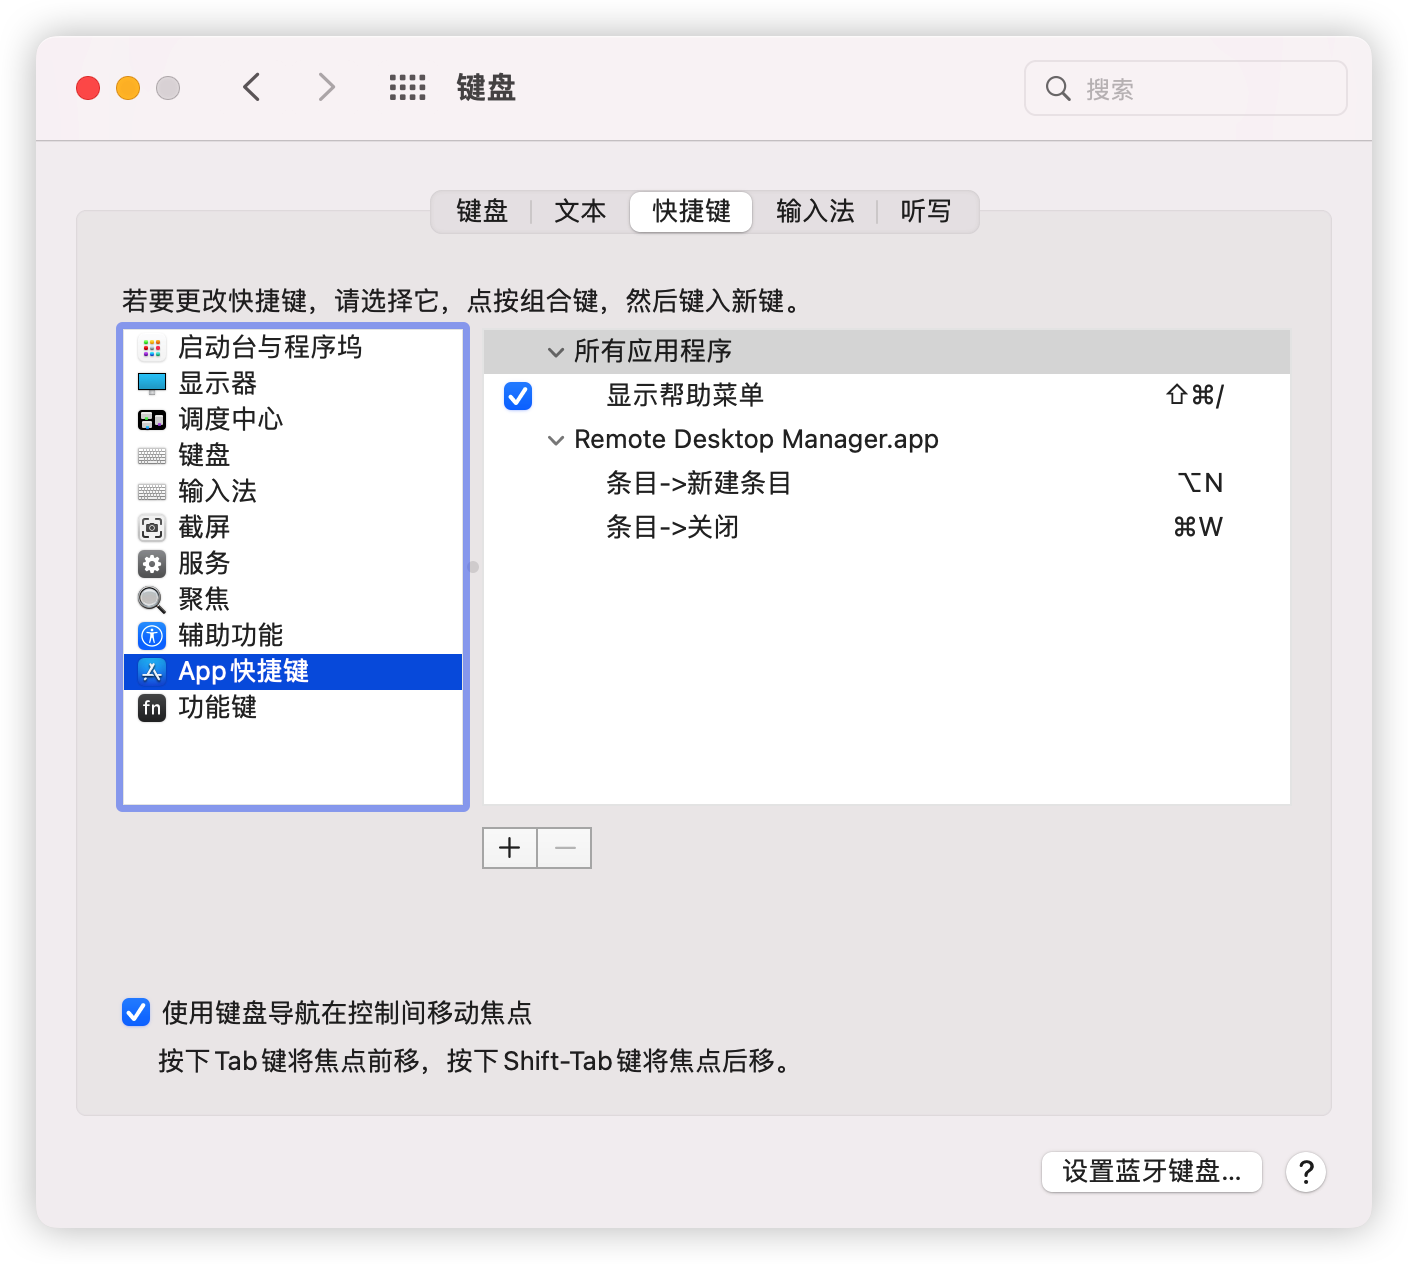 键盘
搜索
键盘 文本 快捷键 输入法 听写
若要更改快捷键，请选择它，点按组合键，然后键入新键。
启动台与程序坞
显示器
调度中心
键盘
输入法
截屏
服务
聚焦
辅助功能
App 快捷键
fn 功能键
所有应用程序
显示帮助菜单 ⇧⌘/
Remote Desktop Manager.app
条目->新建条目 ⌥N
条目->关闭 ⌘W
使用键盘导航在控制间移动焦点
按下 Tab 键将焦点前移，按下 Shift-Tab 键将焦点后移。
设置蓝牙键盘... ?